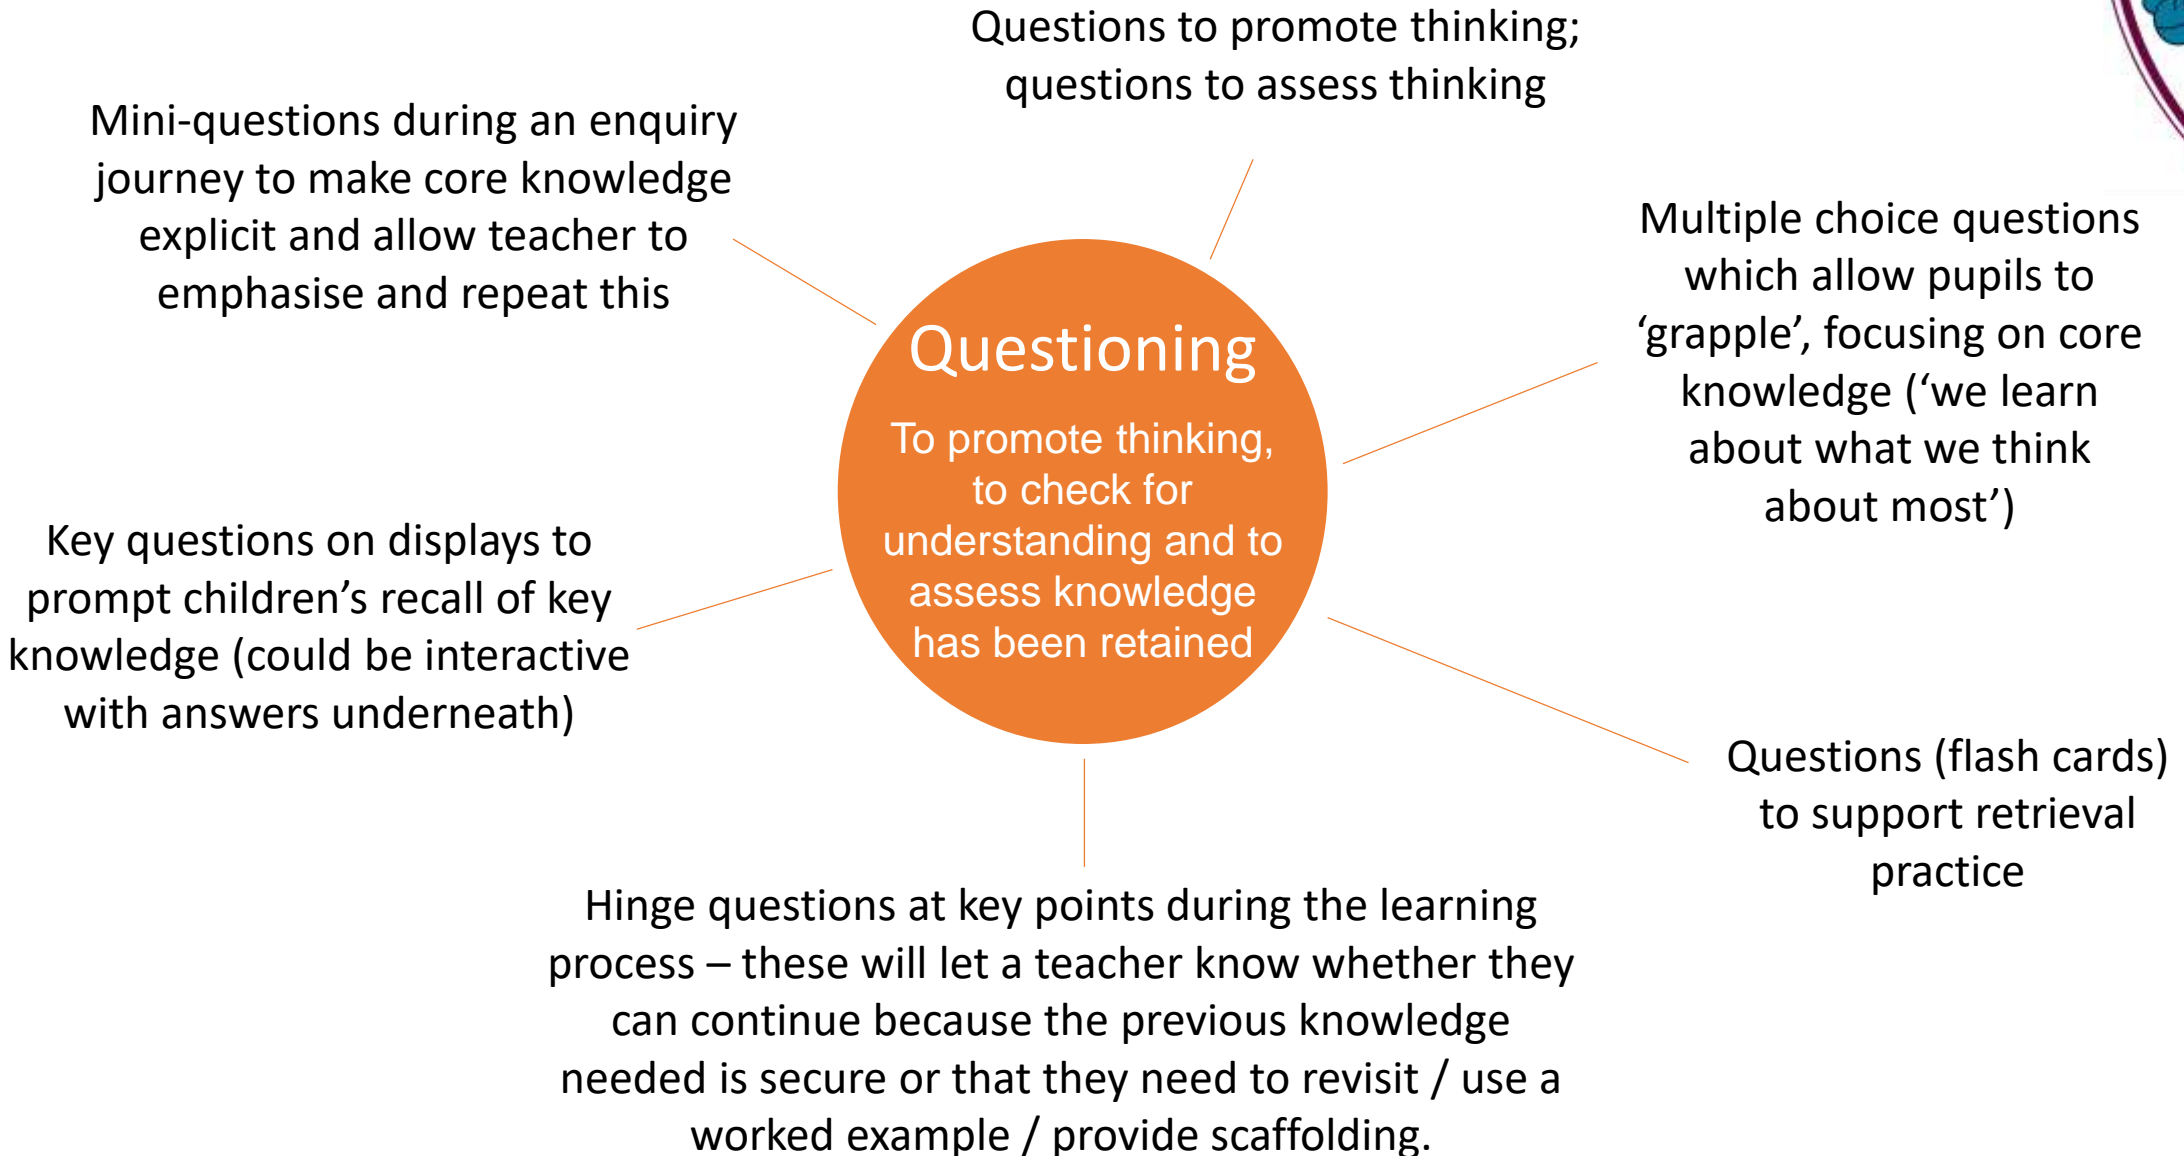 Questions to promote thinking;
questions to assess thinking
Mini-questions during an enquiry
journey to make core knowledge
explicit and allow teacher to
emphasise and repeat this
Multiple choice questions
which allow pupils to
‘grapple’, focusing on core
knowledge (‘we learn
about what we think
about most’)
Questioning
To promote thinking,
to check for
understanding and to
assess knowledge
has been retained
Key questions on displays to
prompt children’s recall of key
knowledge (could be interactive
with answers underneath)
Questions (flash cards)
to support retrieval
practice
Hinge questions at key points during the learning
process – these will let a teacher know whether they
can continue because the previous knowledge
needed is secure or that they need to revisit / use a
worked example / provide scaffolding.